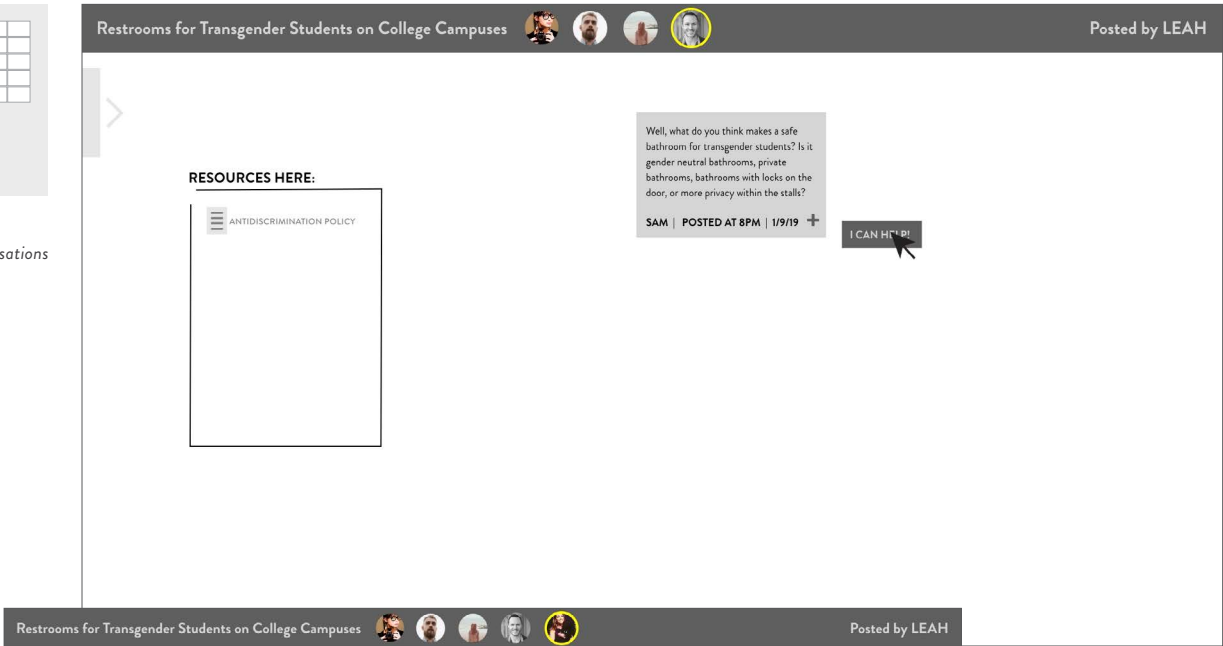 Restrooms for Transgender Students on College Campuses
Posted by LEAH
Well, what do you think makes a safe
bathroom for transgender students? Is it
gender neutral bathrooms, private
bathrooms, bathrooms with locks on the
door, or more privacy within the stalls?
SAM | POSTED AT 8PM | 1/9/19 +
I CAN HELP!
RESOURCES HERE:
ANTIDISCRIMINATION POLICY
Restrooms for Transgender Students on College Campuses
Posted by LEAH